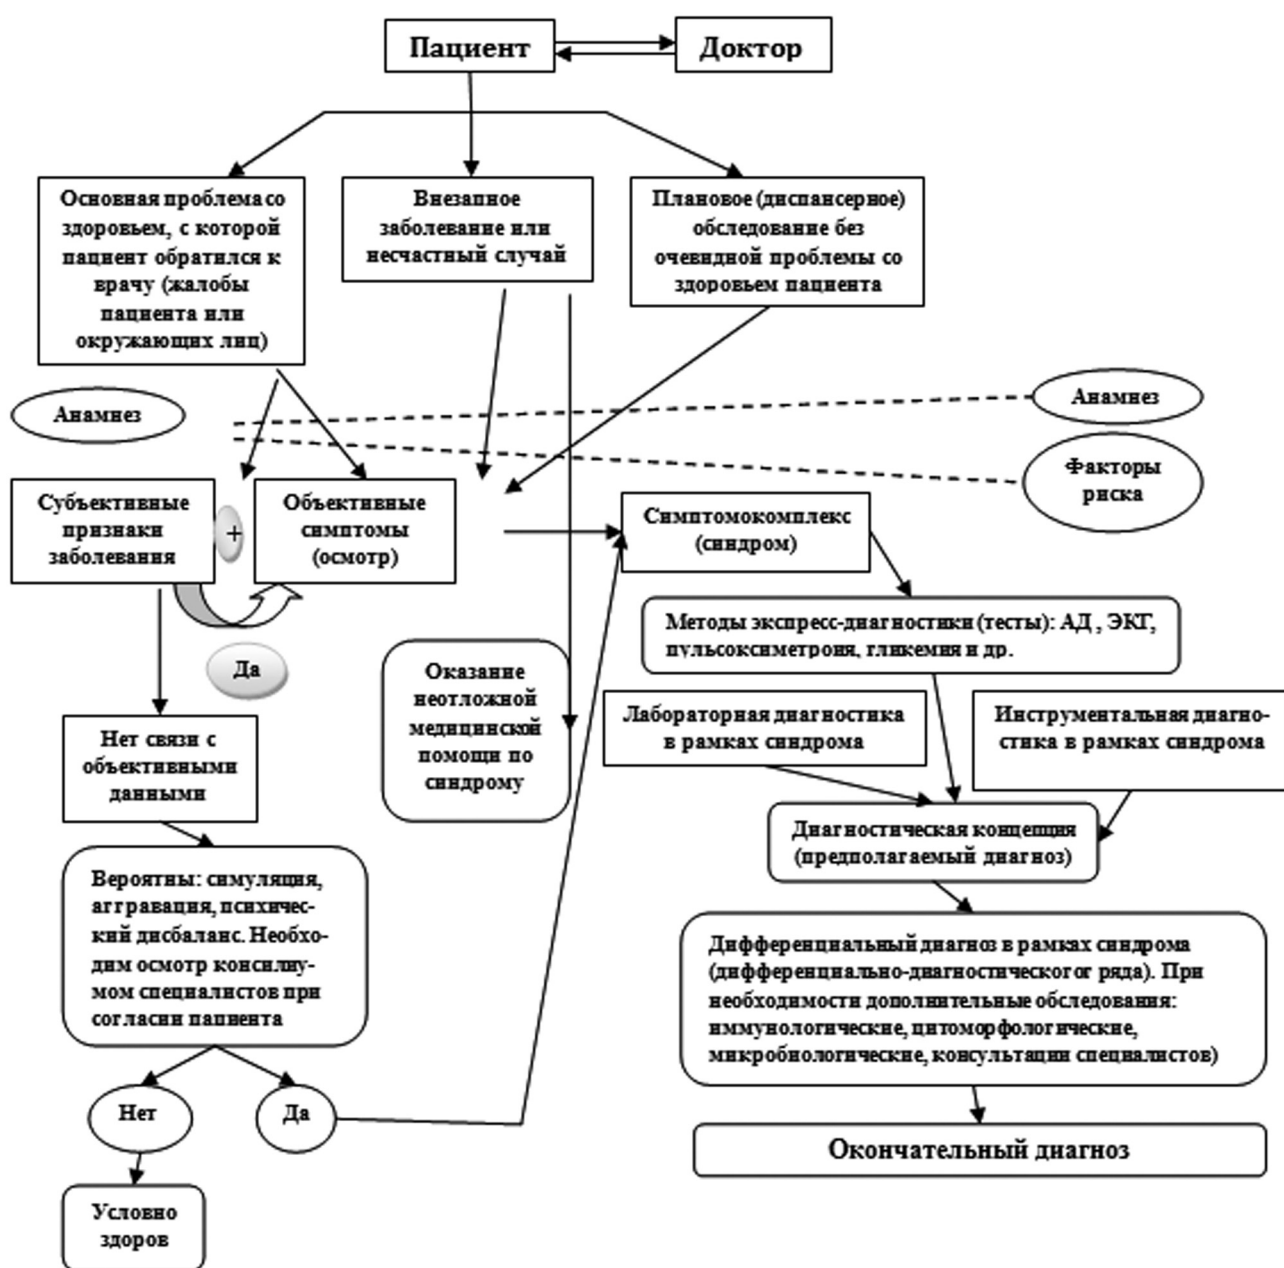 Пациент
Доктор
Основная проблема со
здоровьем, с которой
пациент обратился к
врачу (жалобы
пациента или
окружающих лиц)
Внезапное
заболевание или
несчастный случай
Плановое (диспансерное)
обследование без
очевидной проблемы со
здоровьем пациента
Анамнез
Анамнез
Факторы
риска
Субъективные
признаки
заболевания
+
Объективные
симптомы
(осмотр)
Симптомокомплекс
(синдром)
Методы экспресс-диагностики (тесты): АД , ЭКГ,
пульсоксиметроия, гликемия и др.
Да
Оказание
неотложной
медицинской
помощи по
синдрому
Лабораторная диагностика
в рамках синдрома
Инструментальная диагно-
стика в рамках синдрома
Нет связи с
объективными
данными
Диагностическая концепция
(предполагаемый диагноз)
Вероятны: симуляция,
аггравация, психичес-
кий дисбаланс. Необхо-
дим осмотр консилиу-
мом специалистов при
согласии пациента
Дифференциальный диагноз в рамках синдрома
(дифференциально-диагностическогог ряда). При
необходимости дополнительные обследования:
иммунологические, цитоморфологические,
микробиологические, консультации специалистов)
Нет
Да
Окончательный диагноз
Условно
здоров